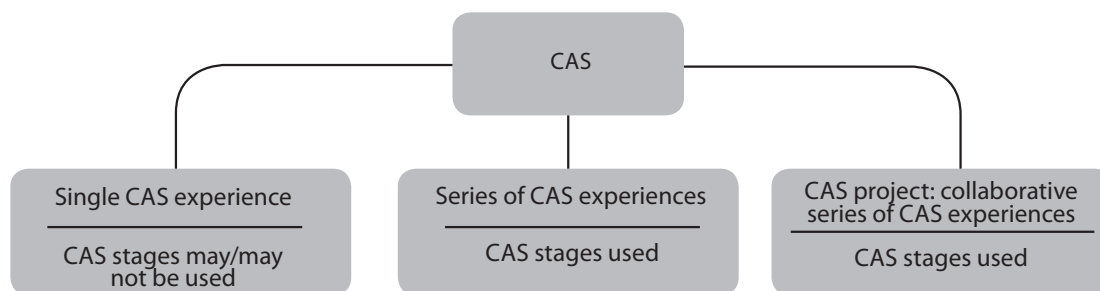 CAS
Single CAS experience
CAS stages may/may
not be used
Series of CAS experiences
CAS stages used
CAS project: collaborative
series of CAS experiences
CAS stages used